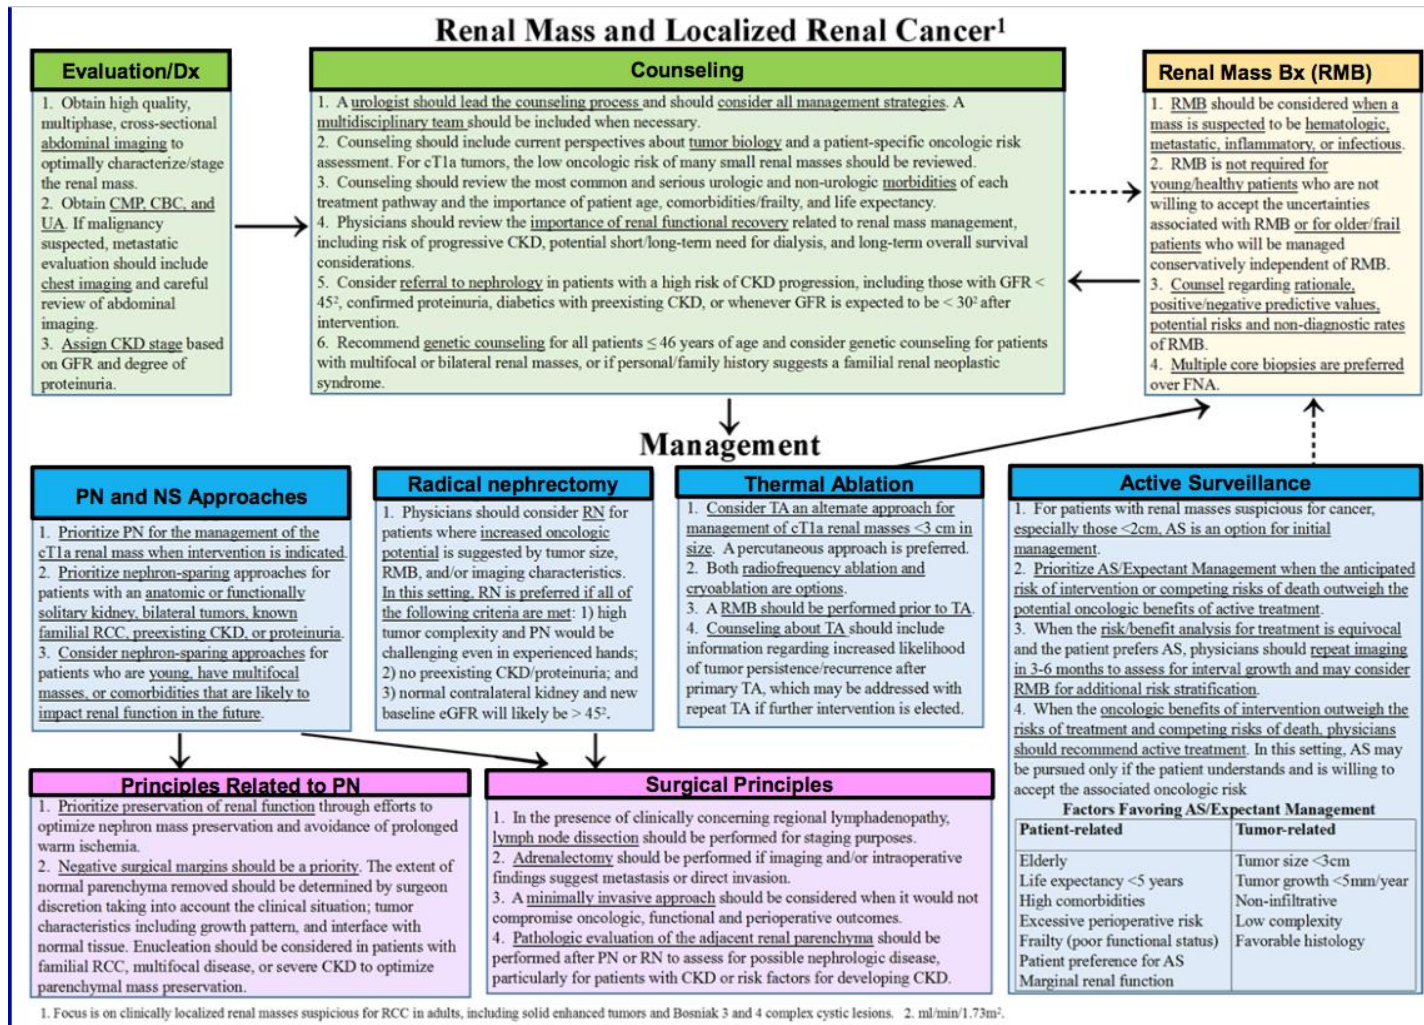 Renal Mass and Localized Renal Cancer¹
Evaluation/Dx
1. Obtain high quality,
multiphase, cross-sectional
abdominal imaging to
optimally characterize/stage
the renal mass.
2. Obtain CMP, CBC, and
UA. If malignancy
suspected, metastatic
evaluation should include
chest imaging and careful
review of abdominal
imaging.
3. Assign CKD stage based
on GFR and degree of
proteinuria.
Counseling
1. A urologist should lead the counseling process and should consider all management strategies. A
multidisciplinary team should be included when necessary.
2. Counseling should include current perspectives about tumor biology and a patient-specific oncologic risk
assessment. For cT1a tumors, the low oncologic risk of many small renal masses should be reviewed.
3. Counseling should review the most common and serious urologic and non-urologic morbidities of each
treatment pathway and the importance of patient age, comorbidities/frailty, and life expectancy.
4. Physicians should review the importance of renal functional recovery related to renal mass management,
including risk of progressive CKD, potential short/long-term need for dialysis, and long-term overall survival
considerations.
5. Consider referral to nephrology in patients with a high risk of CKD progression, including those with GFR <
45², confirmed proteinuria, diabetics with preexisting CKD, or whenever GFR is expected to be < 30² after
intervention.
6. Recommend genetic counseling for all patients ≤ 46 years of age and consider genetic counseling for patients
with multifocal or bilateral renal masses, or if personal/family history suggests a familial renal neoplastic
syndrome.
Renal Mass Bx (RMB)
1. RMB should be considered when a
mass is suspected to be hematologic,
metastatic, inflammatory, or infectious.
2. RMB is not required for
young/healthy patients who are not
willing to accept the uncertainties
associated with RMB or for older/frail
patients who will be managed
conservatively independent of RMB.
3. Counsel regarding rationale,
positive/negative predictive values,
potential risks and non-diagnostic rates
of RMB.
4. Multiple core biopsies are preferred
over FNA.
Management
PN and NS Approaches
1. Prioritize PN for the management of the
cT1a renal mass when intervention is indicated.
2. Prioritize nephron-sparing approaches for
patients with an anatomic or functionally
solitary kidney, bilateral tumors, known
familial RCC, preexisting CKD, or proteinuria.
3. Consider nephron-sparing approaches for
patients who are young, have multifocal
masses, or comorbidities that are likely to
impact renal function in the future.
Radical nephrectomy
1. Physicians should consider RN for
patients where increased oncologic
potential is suggested by tumor size,
RMB, and/or imaging characteristics.
In this setting, RN is preferred if all of
the following criteria are met: 1) high
tumor complexity and PN would be
challenging even in experienced hands;
2) no preexisting CKD/proteinuria; and
3) normal contralateral kidney and new
baseline eGFR will likely be > 45².
Thermal Ablation
1. Consider TA an alternate approach for
management of cT1a renal masses <3 cm in
size. A percutaneous approach is preferred.
2. Both radiofrequency ablation and
cryoablation are options.
3. A RMB should be performed prior to TA.
4. Counseling about TA should include
information regarding increased likelihood
of tumor persistence/recurrence after
primary TA, which may be addressed with
repeat TA if further intervention is elected.
Active Surveillance
1. For patients with renal masses suspicious for cancer,
especially those <2cm, AS is an option for initial
management.
2. Prioritize AS/Expectant Management when the anticipated
risk of intervention or competing risks of death outweigh the
potential oncologic benefits of active treatment.
3. When the risk/benefit analysis for treatment is equivocal
and the patient prefers AS, physicians should repeat imaging
in 3-6 months to assess for interval growth and may consider
RMB for additional risk stratification.
4. When the oncologic benefits of intervention outweigh the
risks of treatment and competing risks of death, physicians
should recommend active treatment. In this setting, AS may
be pursued only if the patient understands and is willing to
accept the associated oncologic risk
Factors Favoring AS/Expectant Management
Patient-related Tumor-related
Elderly Tumor size <3cm
Life expectancy <5 years Tumor growth <5mm/year
High comorbidities Non-infiltrative
Excessive perioperative risk Low complexity
Frailty (poor functional status) Favorable histology
Patient preference for AS
Marginal renal function
Principles Related to PN
1. Prioritize preservation of renal function through efforts to
optimize nephron mass preservation and avoidance of prolonged
warm ischemia.
2. Negative surgical margins should be a priority. The extent of
normal parenchyma removed should be determined by surgeon
discretion taking into account the clinical situation; tumor
characteristics including growth pattern, and interface with
normal tissue. Enucleation should be considered in patients with
familial RCC, multifocal disease, or severe CKD to optimize
parenchymal mass preservation.
Surgical Principles
1. In the presence of clinically concerning regional lymphadenopathy,
lymph node dissection should be performed for staging purposes.
2. Adrenalectomy should be performed if imaging and/or intraoperative
findings suggest metastasis or direct invasion.
3. A minimally invasive approach should be considered when it would not
compromise oncologic, functional and perioperative outcomes.
4. Pathologic evaluation of the adjacent renal parenchyma should be
performed after PN or RN to assess for possible nephrologic disease,
particularly for patients with CKD or risk factors for developing CKD.
1. Focus is on clinically localized renal masses suspicious for RCC in adults, including solid enhanced tumors and Bosniak 3 and 4 complex cystic lesions. 2. ml/min/1.73m².